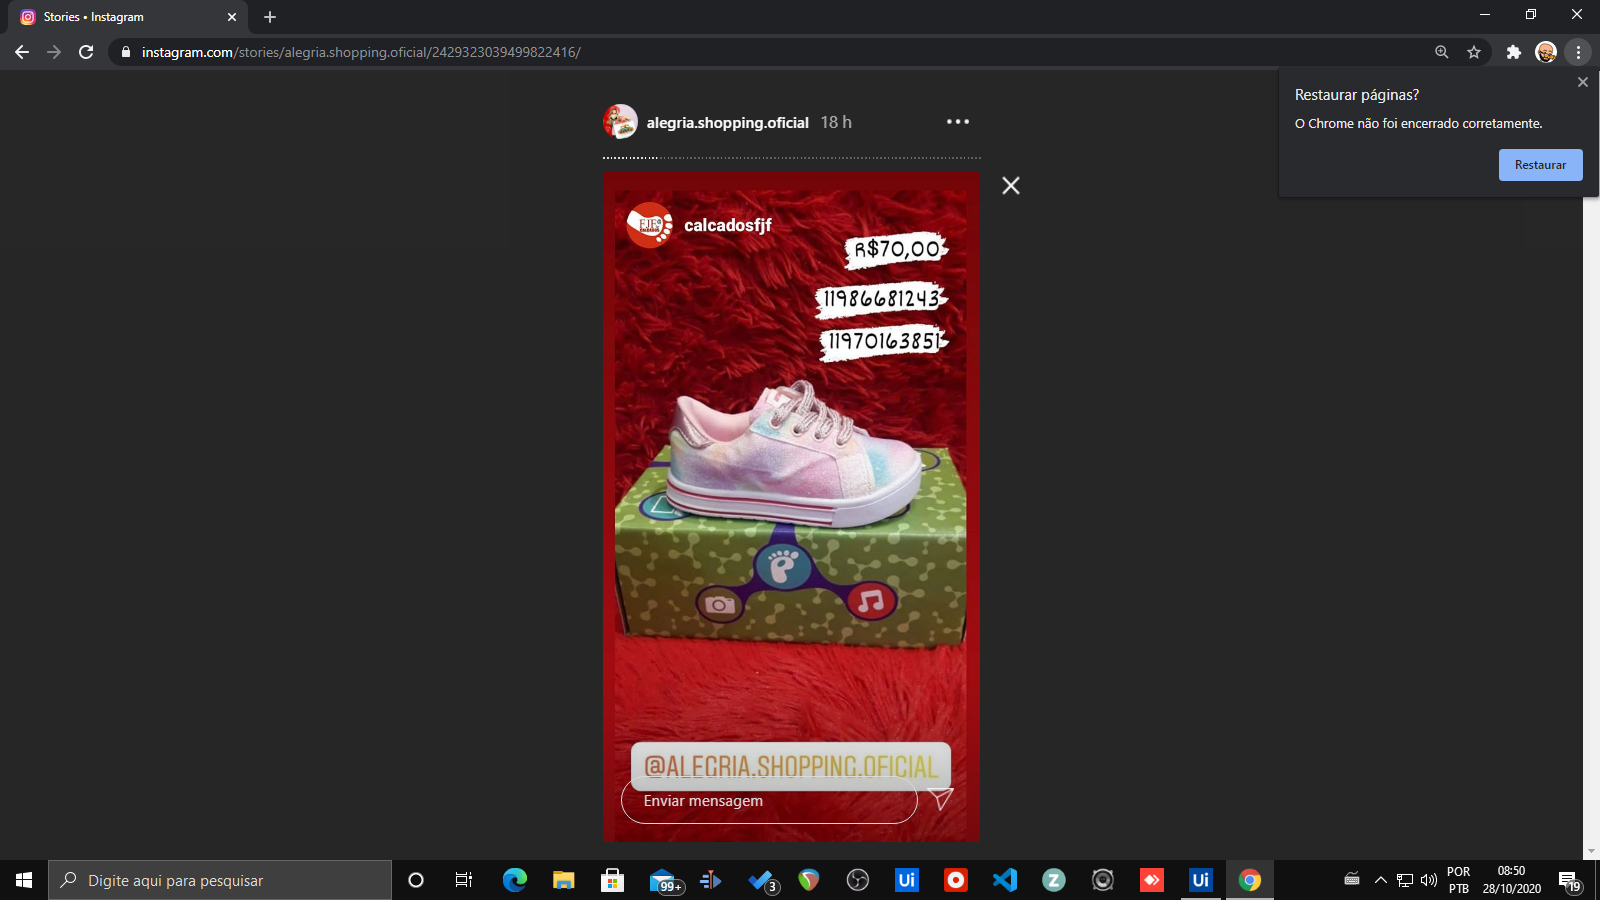 Stories • Instagram
instagram.com/stories/alegria.shopping.oficial/2429323039499822416/
Restaurar páginas?
O Chrome não foi encerrado corretamente.
Restaurar
alegria.shopping.oficial 18 h
FJF
calcadosfjf
R$70,00
11986681243
11970163851
P
@ALEGRIA.SHOPPING.OFICIAL
Enviar mensagem
Digite aqui para pesquisar
99+
3
Ui
Z
Ui
POR
PTB
08:50
28/10/2020
19